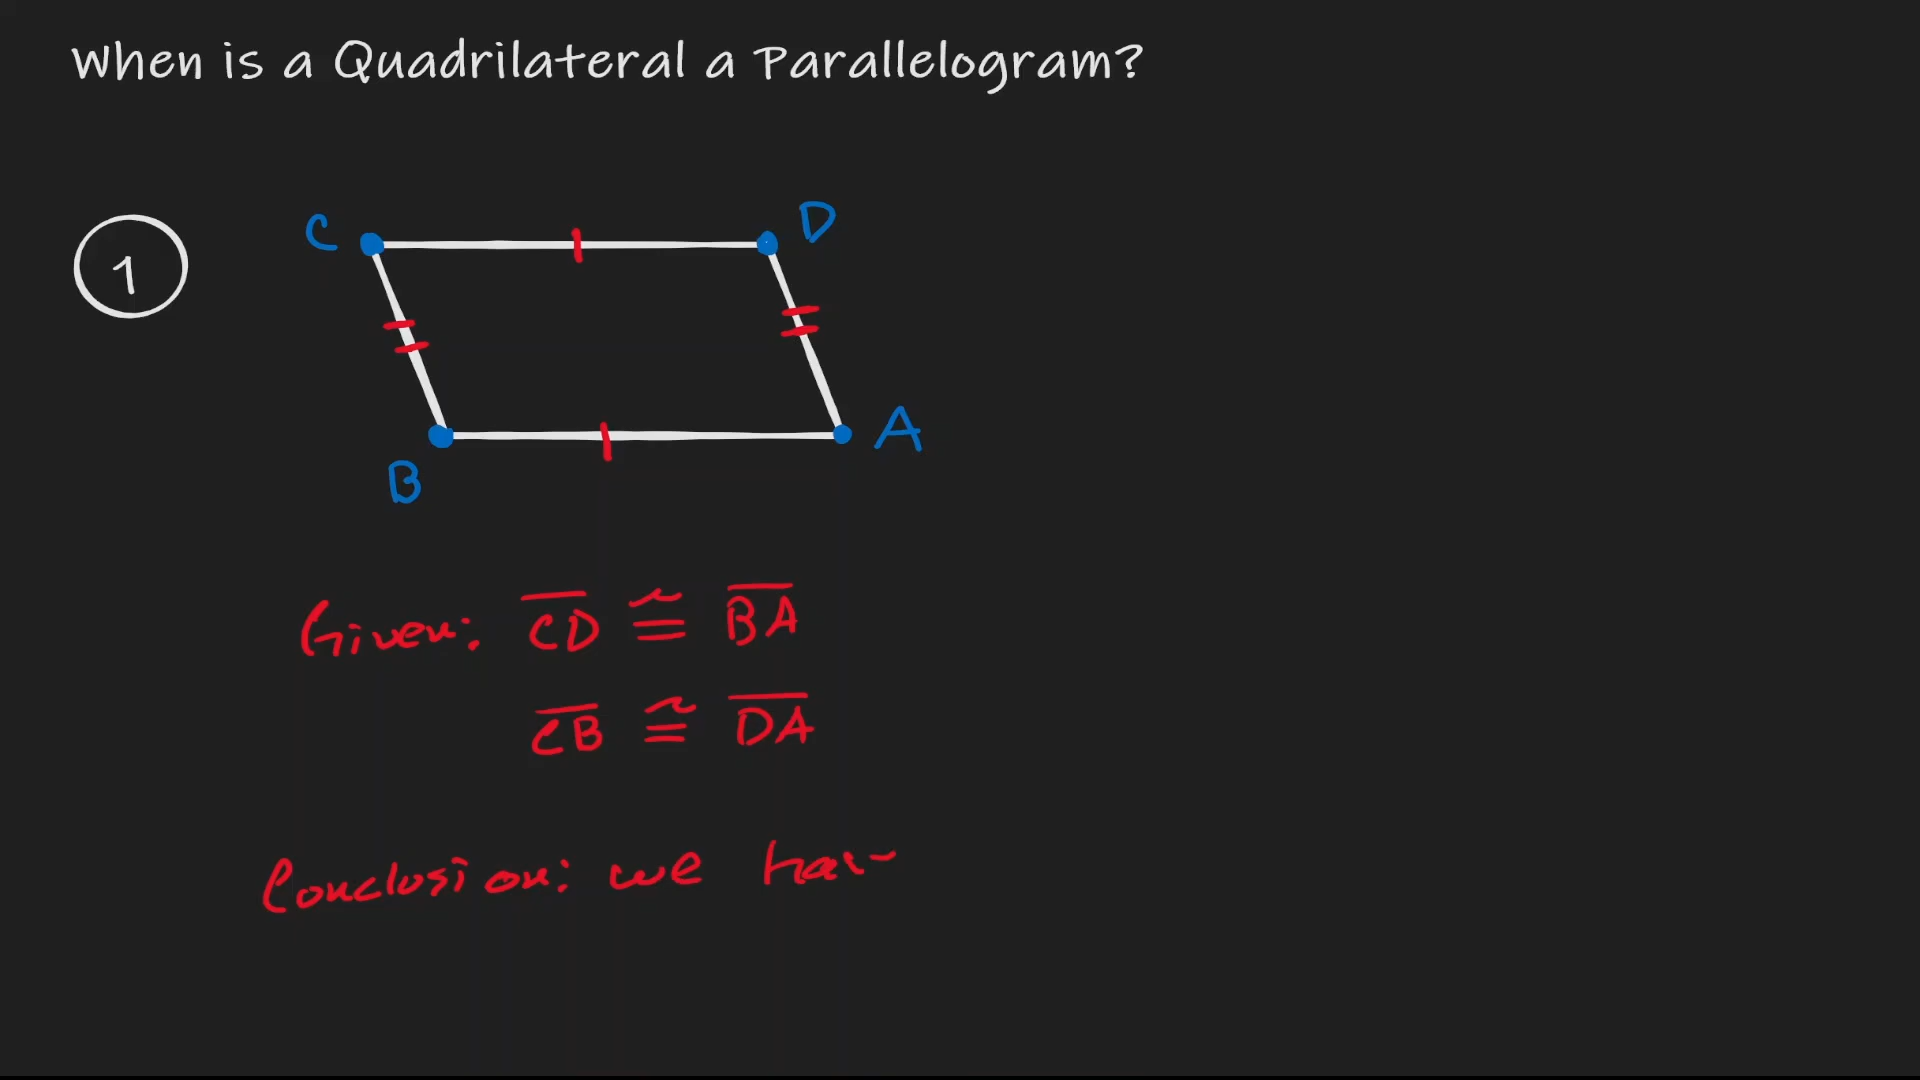 When is a Quadrilateral a Parallelogram?
1
C
D
A
B
Given: CD ≅ BA
CB ≅ DA
Conclusion: we